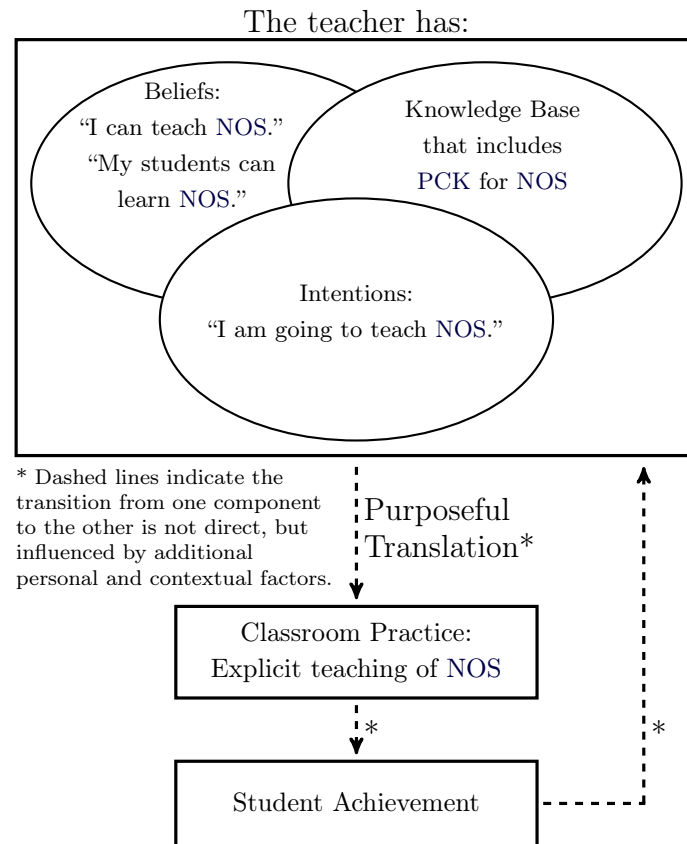 The teacher has:
Beliefs:
“I can teach NOS.”
“My students can
learn NOS.”
Knowledge Base
that includes
PCK for NOS
Intentions:
“I am going to teach NOS.”
* Dashed lines indicate the
transition from one component
to the other is not direct, but
influenced by additional
personal and contextual factors.
Purposeful
Translation*
Classroom Practice:
Explicit teaching of NOS
*
*
Student Achievement